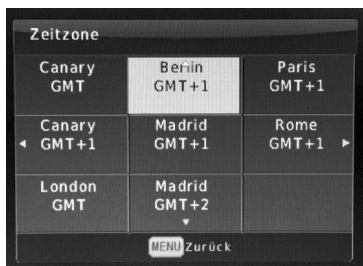 Zeitzone
Canary
GMT
Berlin
GMT+1
Paris
GMT+1
Canary
GMT+1
Madrid
GMT+1
Rome
GMT+1
London
GMT
Madrid
GMT+2
MENU Zurück